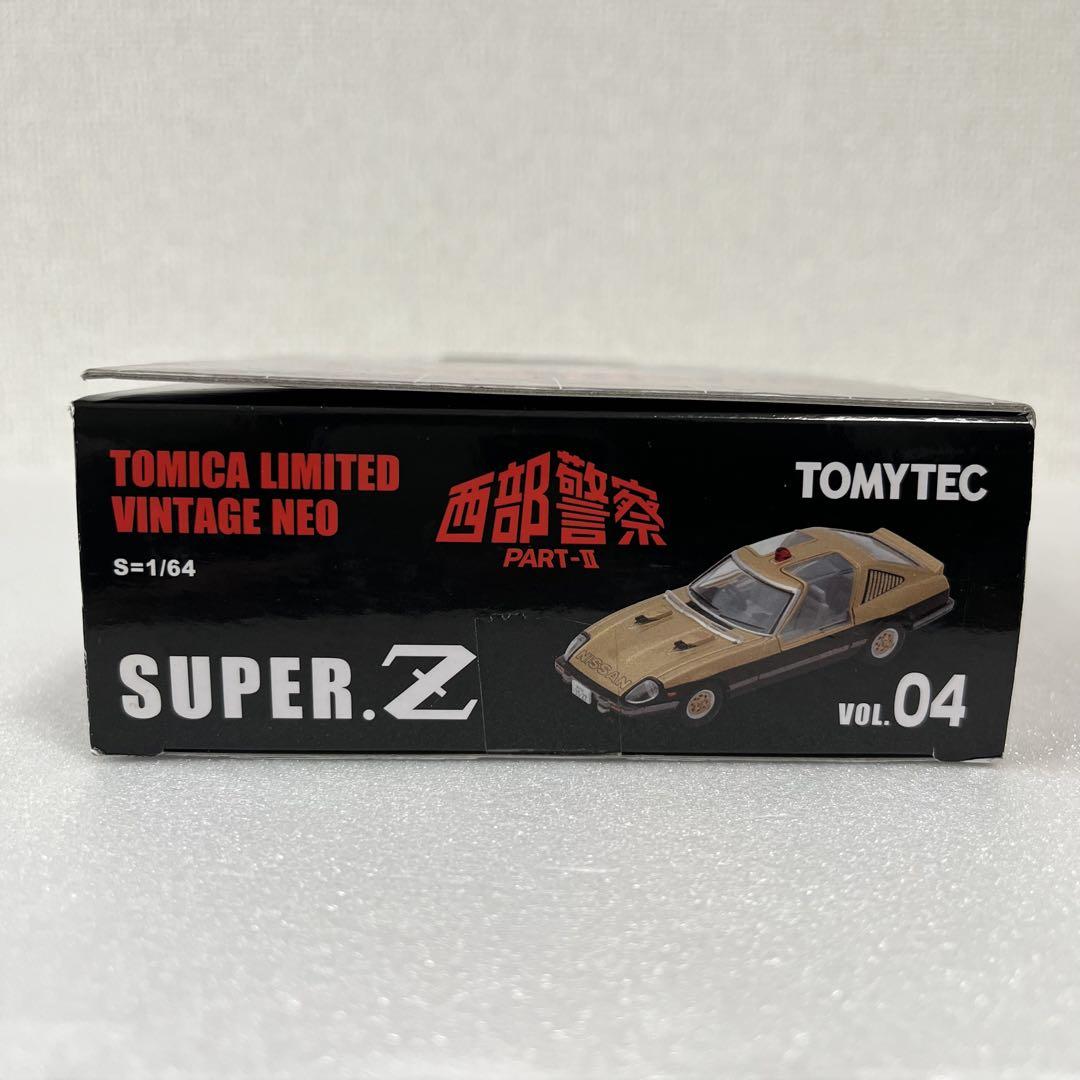 TOMICA LIMITED
VINTAGE NEO
S=1/64
西部警察
PART-II
TOMYTEC
SUPER.Z
NISSAN
VOL.04